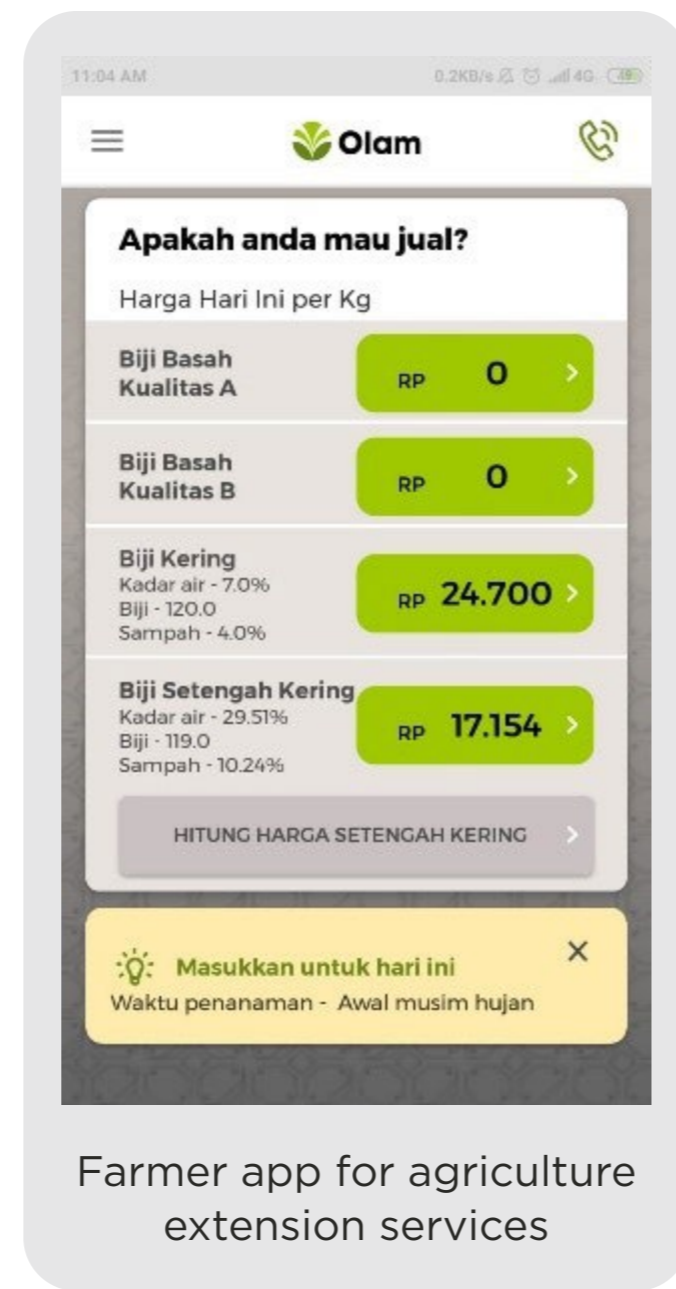 11:04 AM 0.2KB/s 4G 49
Olam
Apakah anda mau jual?
Harga Hari Ini per Kg
Biji Basah
Kualitas A
RP 0
Biji Basah
Kualitas B
RP 0
Biji Kering
Kadar air - 7.0%
Biji - 120.0
Sampah - 4.0%
RP 24.700
Biji Setengah Kering
Kadar air - 29.51%
Biji - 119.0
Sampah - 10.24%
RP 17.154
HITUNG HARGA SETENGAH KERING
Masukkan untuk hari ini
Waktu penanaman - Awal musim hujan
Farmer app for agriculture
extension services